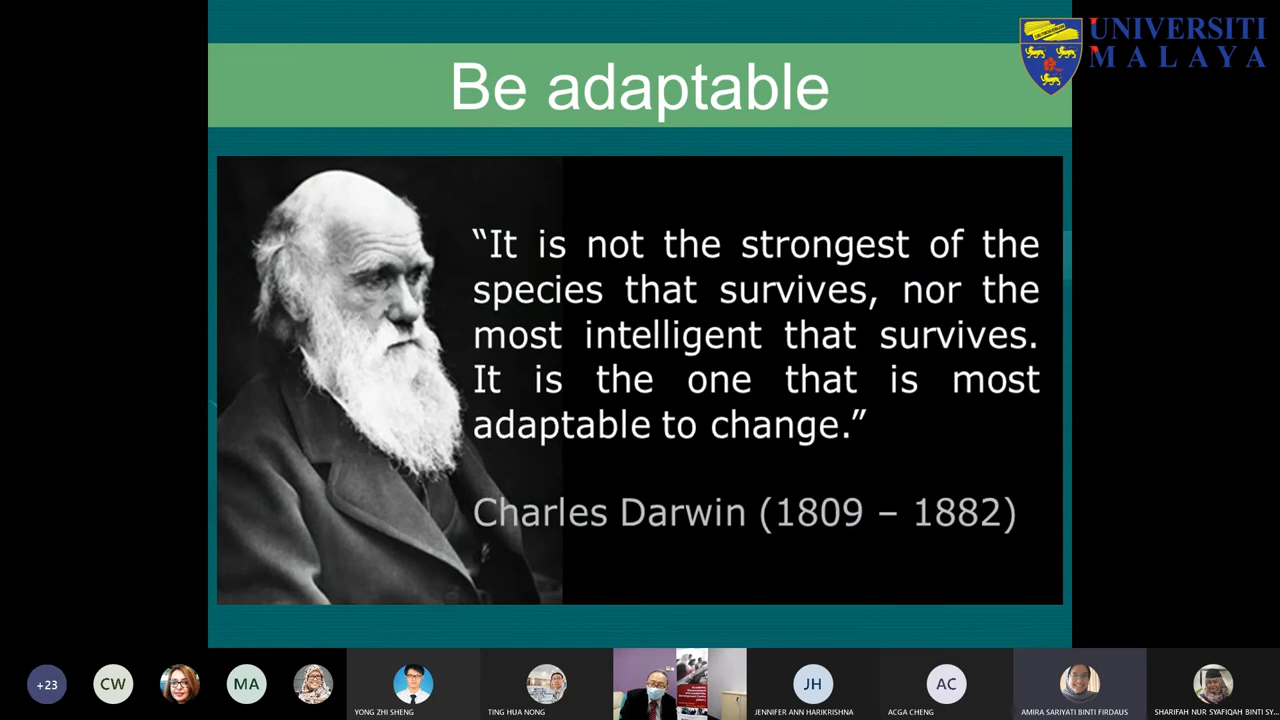 UNIVERSITI
MALAYA
Be adaptable
“It is not the strongest of the
species that survives, nor the
most intelligent that survives.
It is the one that is most
adaptable to change.”
Charles Darwin (1809 – 1882)
+23
CW
MA
JH
AC
YONG ZHI SHENG
TING HUA NONG
JENNIFER ANN HARIKRISHNA
ACGA CHENG
AMIRA SARIYATI BINTI FIRDAUS
SHARIFAH NUR SYAFIQAH BINTI SY...